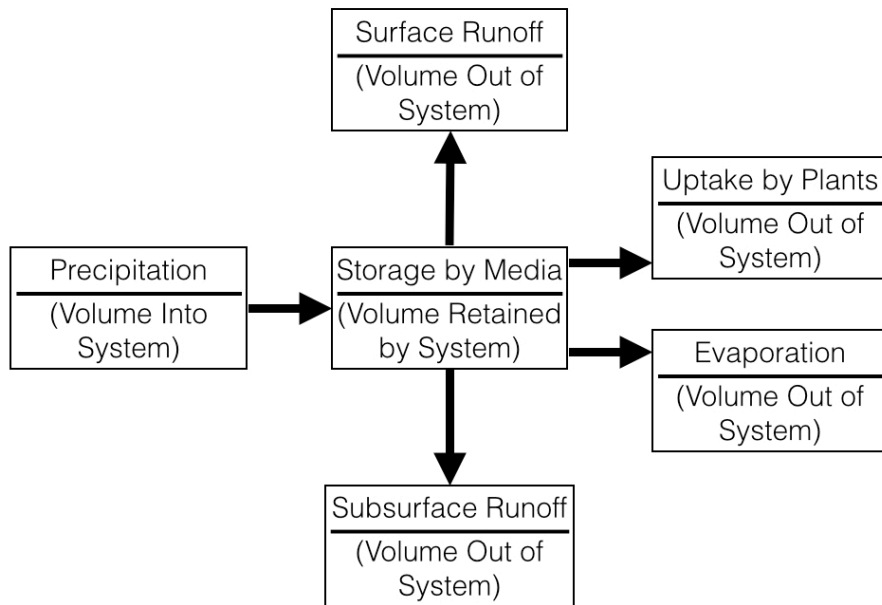 Surface Runoff
(Volume Out of
System)
Uptake by Plants
(Volume Out of
System)
Precipitation
(Volume Into
System)
Storage by Media
(Volume Retained
by System)
Evaporation
(Volume Out of
System)
Subsurface Runoff
(Volume Out of
System)